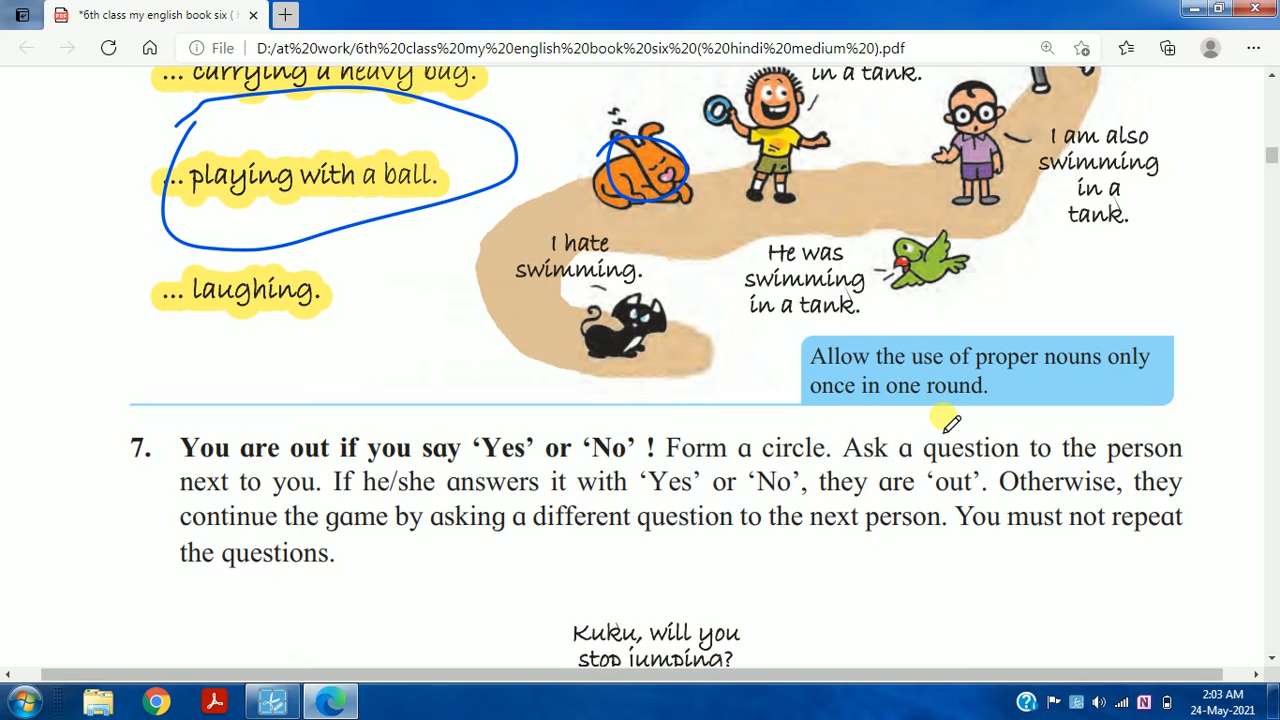 *6th class my english book six ( h
File
D:/at%20work/6th%20class%20my%20english%20book%20six%20(%20hindi%20medium%20).pdf
... carrying a heavy bag.
in a tank.
... playing with a ball.
I am also
swimming
in a
tank.
I hate
swimming.
He was
swimming
in a tank.
... laughing.
Allow the use of proper nouns only
once in one round.
7. You are out if you say ‘Yes’ or ‘No’ ! Form a circle. Ask a question to the person
next to you. If he/she answers it with ‘Yes’ or ‘No’, they are ‘out’. Otherwise, they
continue the game by asking a different question to the next person. You must not repeat
the questions.
Kuku, will you
stop jumping?
2:03 AM
24-May-2021